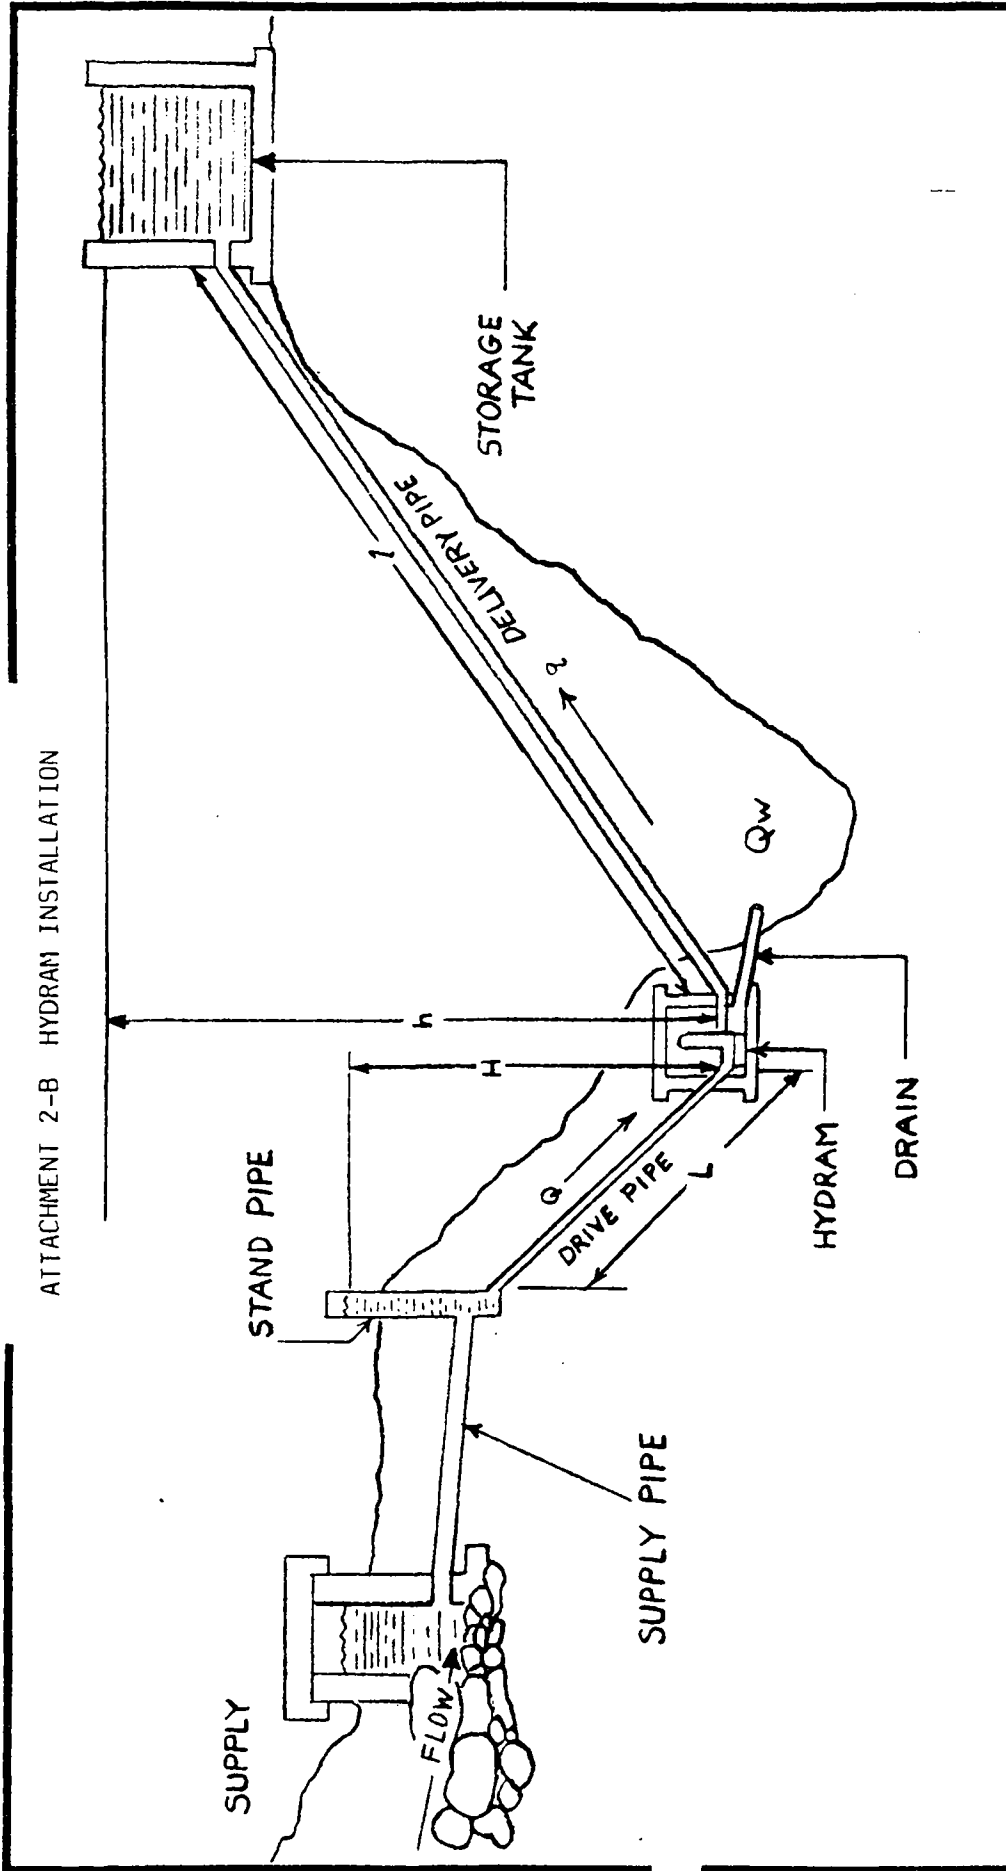 ATTACHMENT 2-B HYDRAM INSTALLATION
SUPPLY
FLOW
SUPPLY PIPE
STAND PIPE
Q
DRIVE PIPE
L
H
h
HYDRAM
DRAIN
Qw
q
l
DELIVERY PIPE
STORAGE
TANK